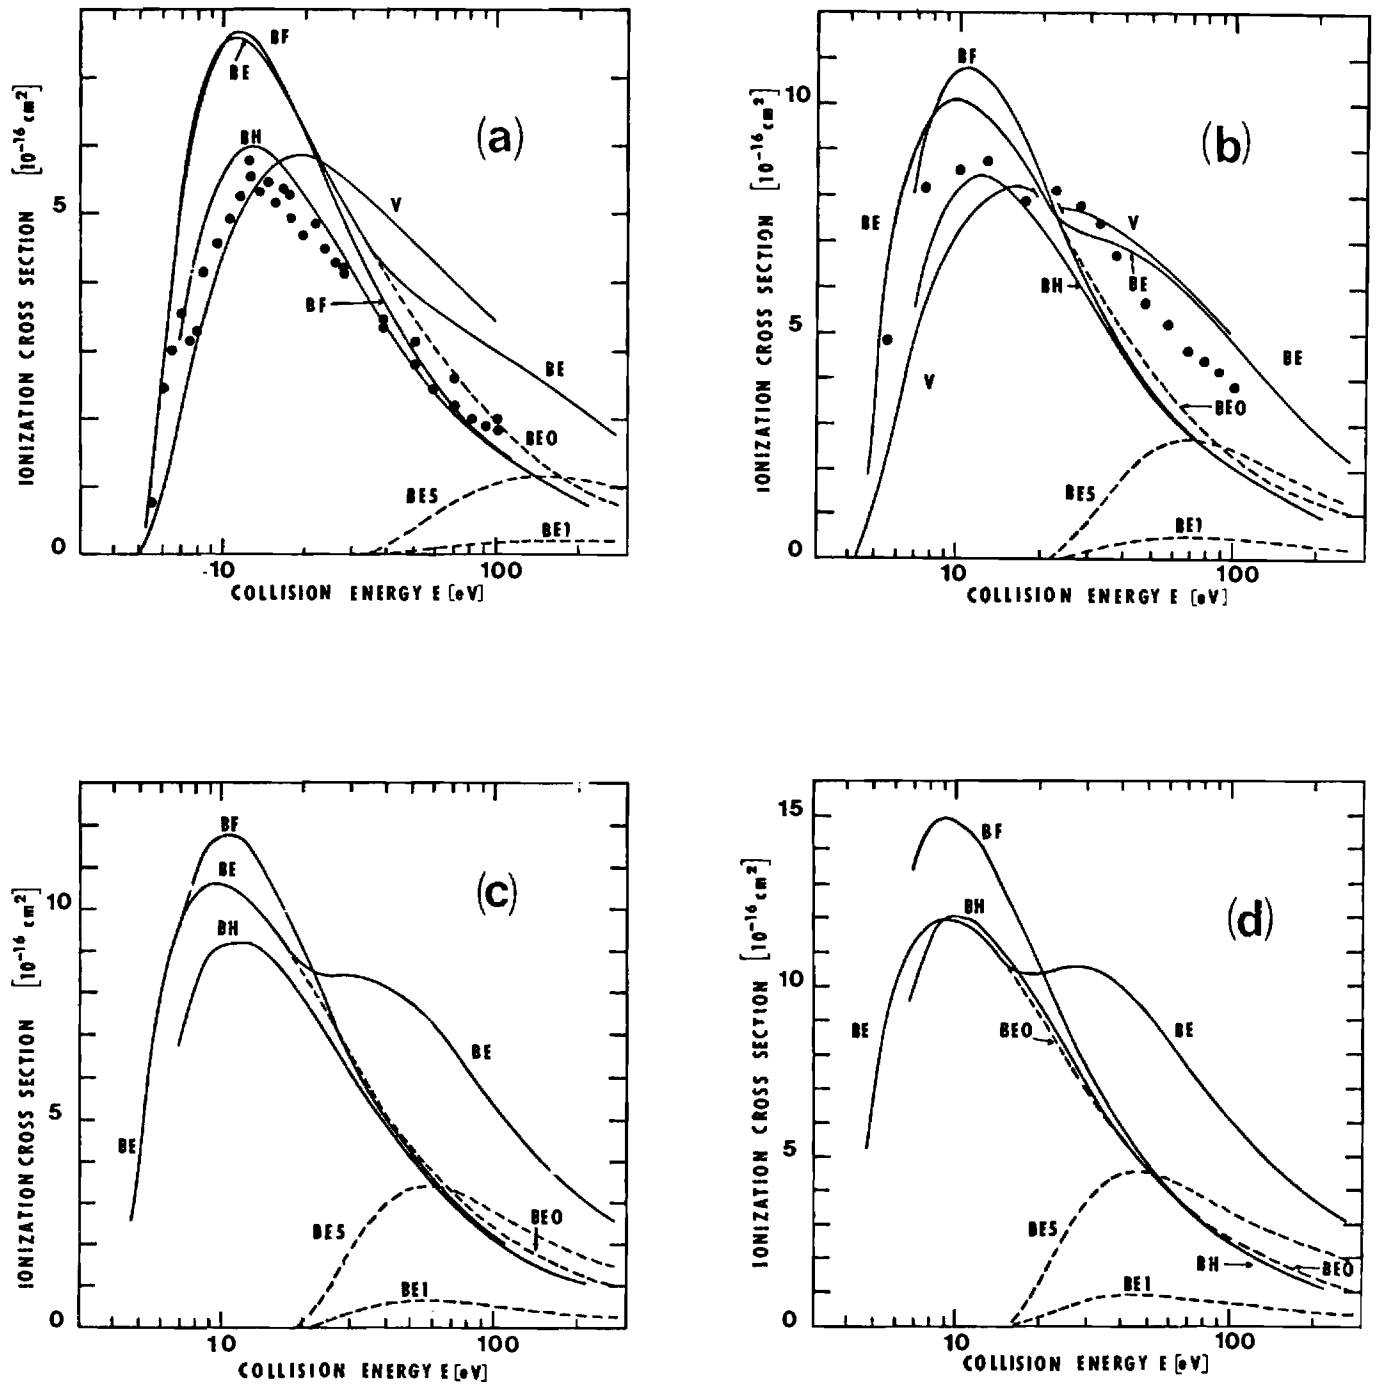 (a)
IONIZATION CROSS SECTION [10⁻¹⁶ cm²]
5
0
BF
BE
BH
V
BF
BE
BEO
BES
BE1
10
100
COLLISION ENERGY E [eV]
(b)
IONIZATION CROSS SECTION [10⁻¹⁶ cm²]
10
5
0
BF
BE
V
BH
BE
V
BE
BEO
BES
BE1
10
100
COLLISION ENERGY E [eV]
(c)
IONIZATION CROSS SECTION [10⁻¹⁶ cm²]
10
5
0
BF
BE
BH
BE
BE
BES
BEO
BE1
10
100
COLLISION ENERGY E [eV]
(d)
IONIZATION CROSS SECTION [10⁻¹⁶ cm²]
15
10
5
0
BF
BH
BE
BEO
BE
BES
BH
BEO
BE1
10
100
COLLISION ENERGY E [eV]